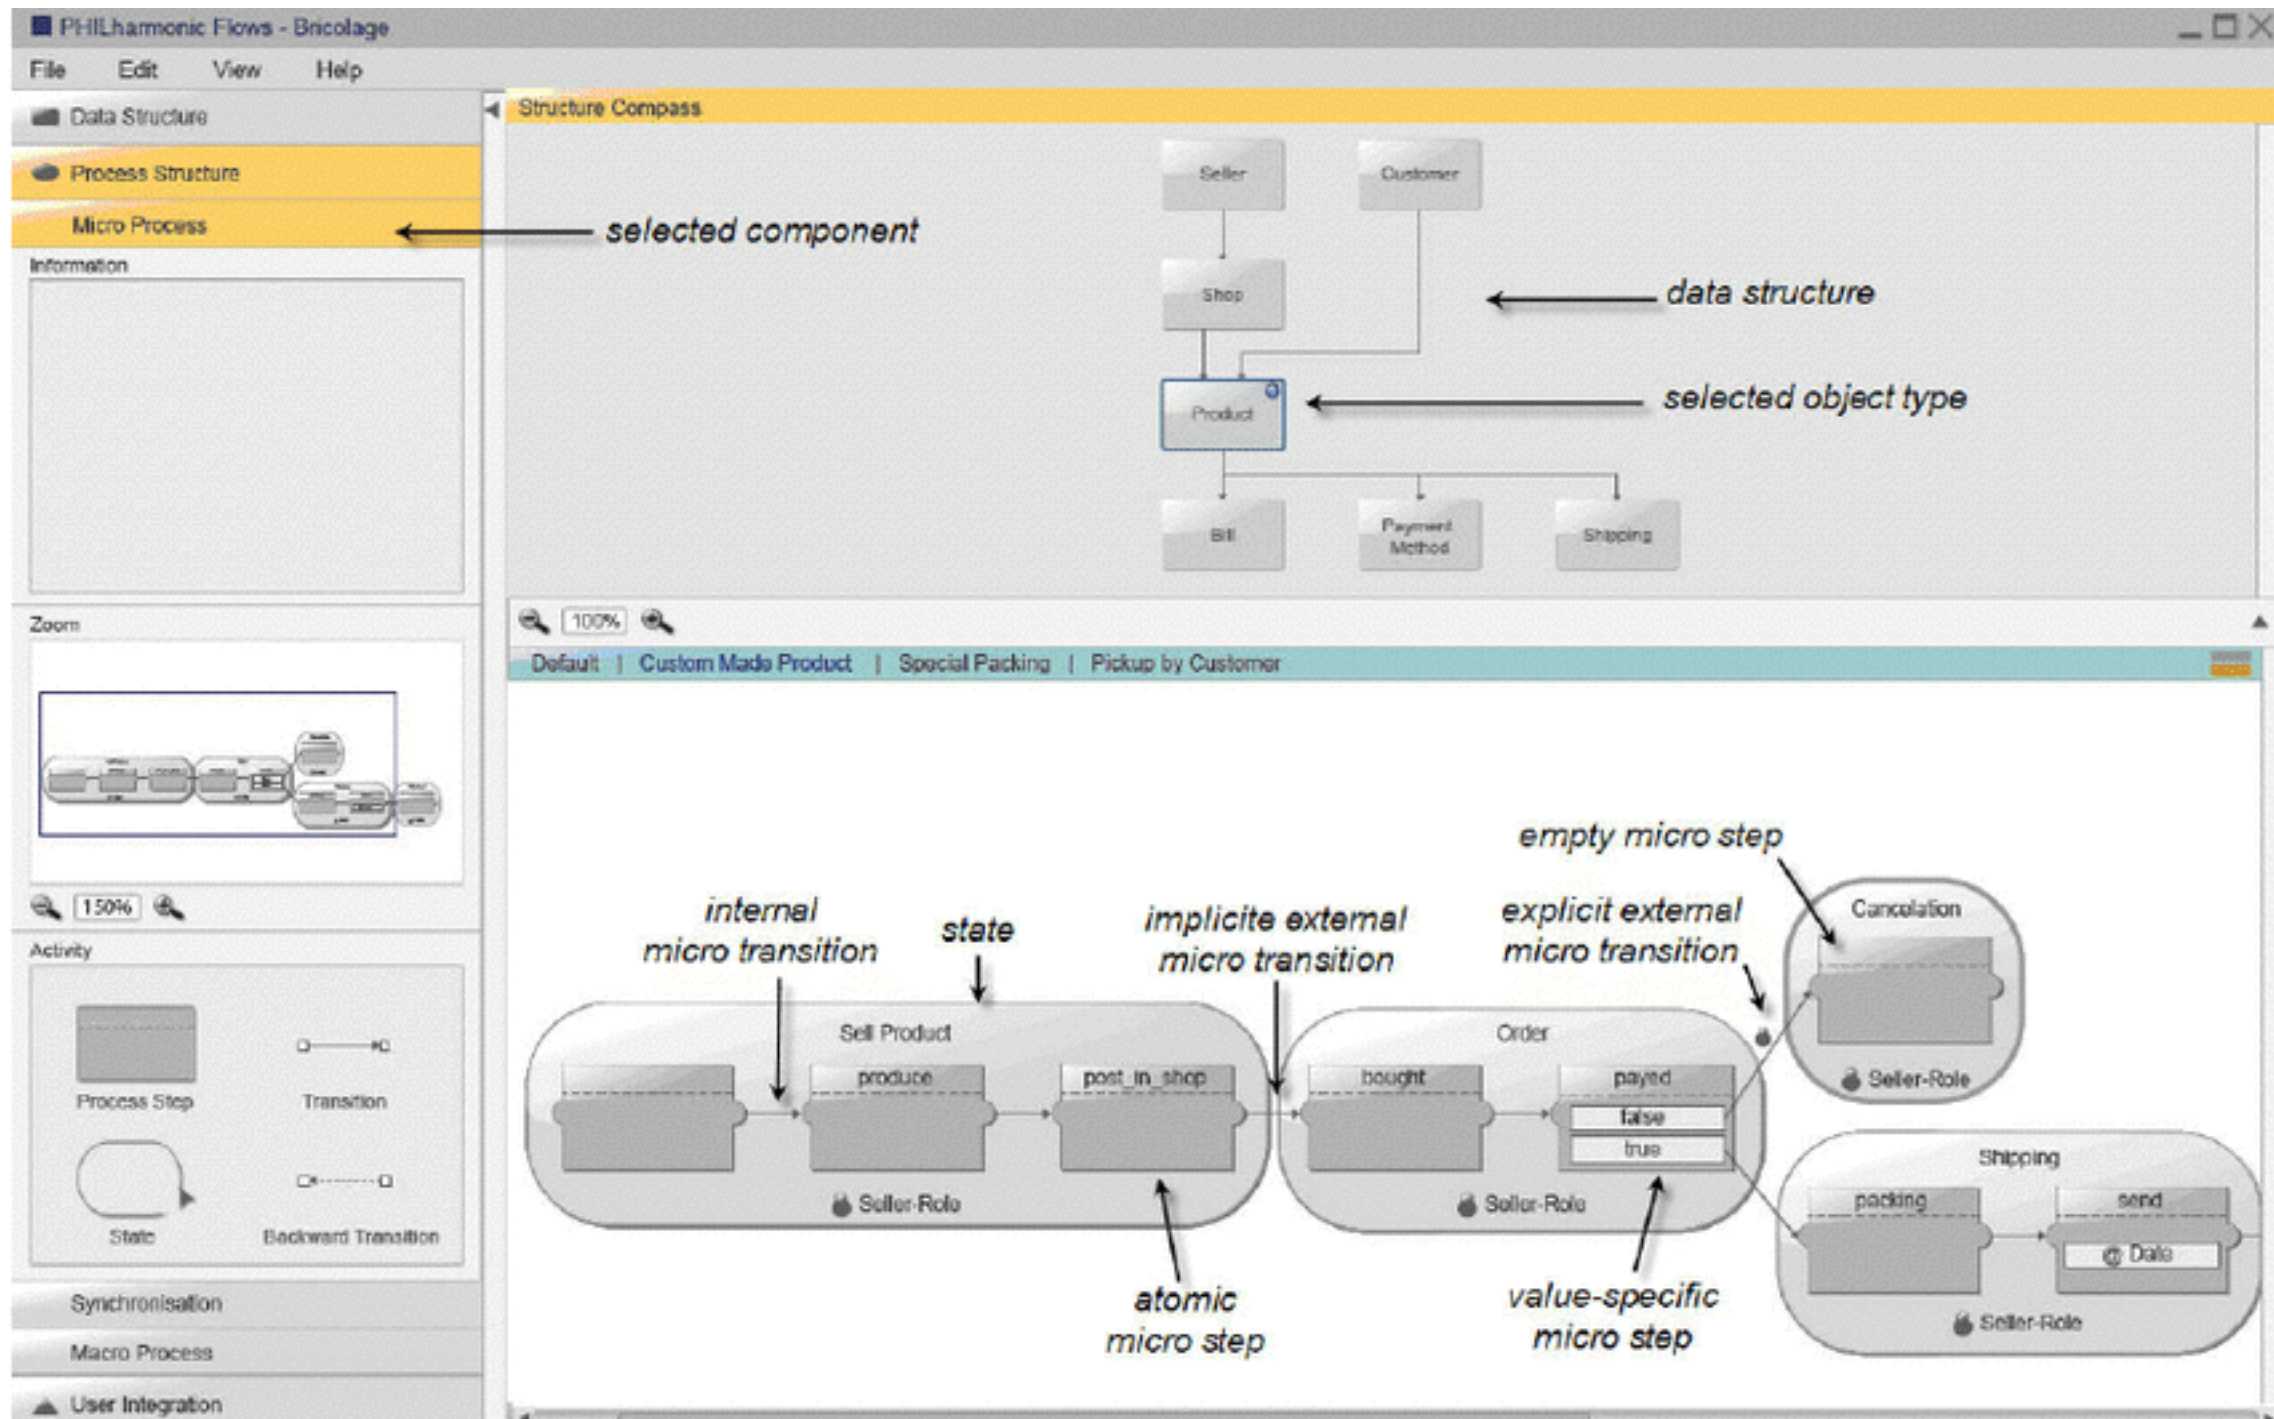 PHILharmonic Flows - Bricolage
File Edit View Help
Data Structure
Process Structure
Micro Process
Information
Zoom
150%
Activity
Process Step
Transition
State
Backward Transition
Synchronisation
Macro Process
User Integration
Structure Compass
Seller
Customer
selected component
Shop
data structure
Product
selected object type
Bill
Payment
Method
Shipping
100%
Default | Custom Made Product | Special Packing | Pickup by Customer
empty micro step
internal
micro transition
state
implicite external
micro transition
explicit external
micro transition
Cancelation
Seller-Role
Sell Product
produce
post_in_shop
Seller-Role
Order
bought
payed
false
true
Seller-Role
Shipping
packing
send
@ Date
Seller-Role
atomic
micro step
value-specific
micro step